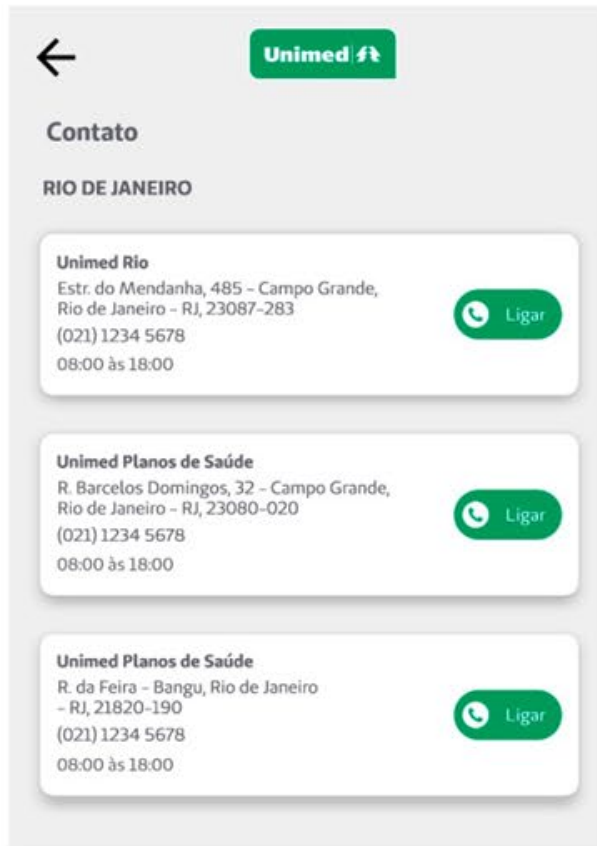 Unimed
Contato
RIO DE JANEIRO
Unimed Rio
Estr. do Mendanha, 485 – Campo Grande,
Rio de Janeiro – RJ, 23087-283
(021) 1234 5678
08:00 às 18:00
Ligar
Unimed Planos de Saúde
R. Barcelos Domingos, 32 – Campo Grande,
Rio de Janeiro – RJ, 23080-020
(021) 1234 5678
08:00 às 18:00
Ligar
Unimed Planos de Saúde
R. da Feira – Bangu, Rio de Janeiro
– RJ, 21820-190
(021) 1234 5678
08:00 às 18:00
Ligar